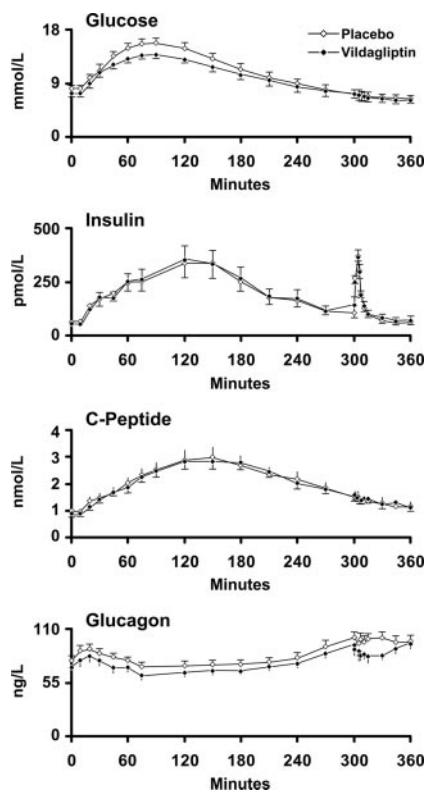 Glucose
Placebo
Vildagliptin
18
9
0
mmol/L
0 60 120 180 240 300 360
Minutes
Insulin
500
250
0
pmol/L
0 60 120 180 240 300 360
Minutes
C-Peptide
4
3
2
1
0
nmol/L
0 60 120 180 240 300 360
Minutes
Glucagon
110
55
0
ng/L
0 60 120 180 240 300 360
Minutes